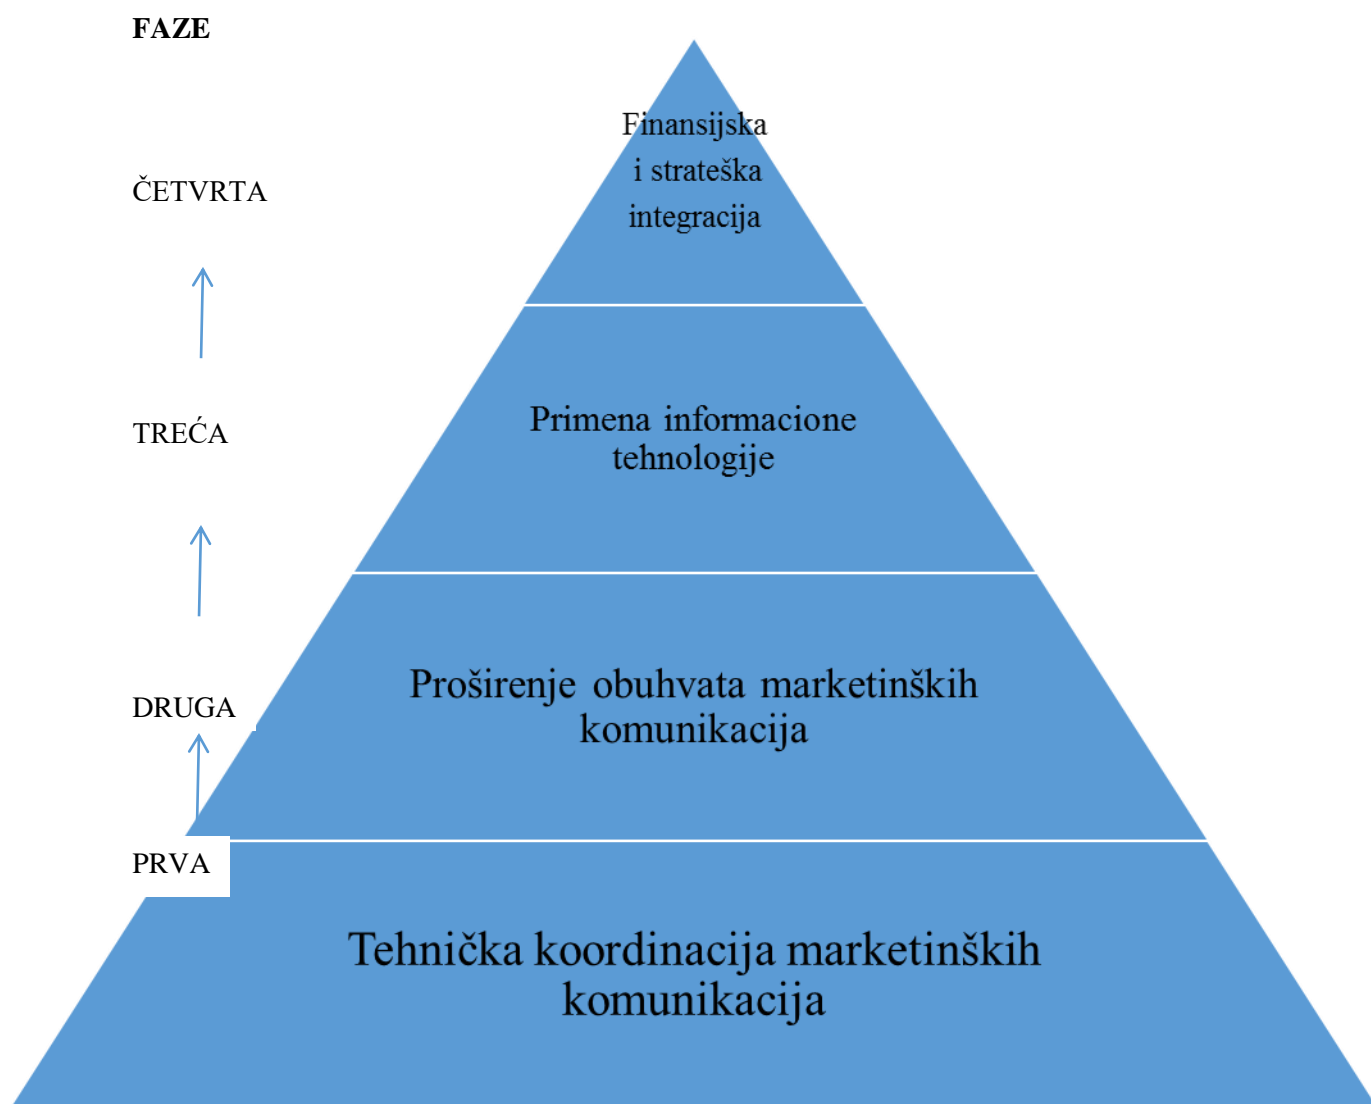 FAZE
Finansijska
i strateška
integracija
ČETVRTA
Primena informacione
tehnologije
TREĆA
Proširenje obuhvata marketinških
komunikacija
DRUGA
PRVA
Tehnička koordinacija marketinških
komunikacija